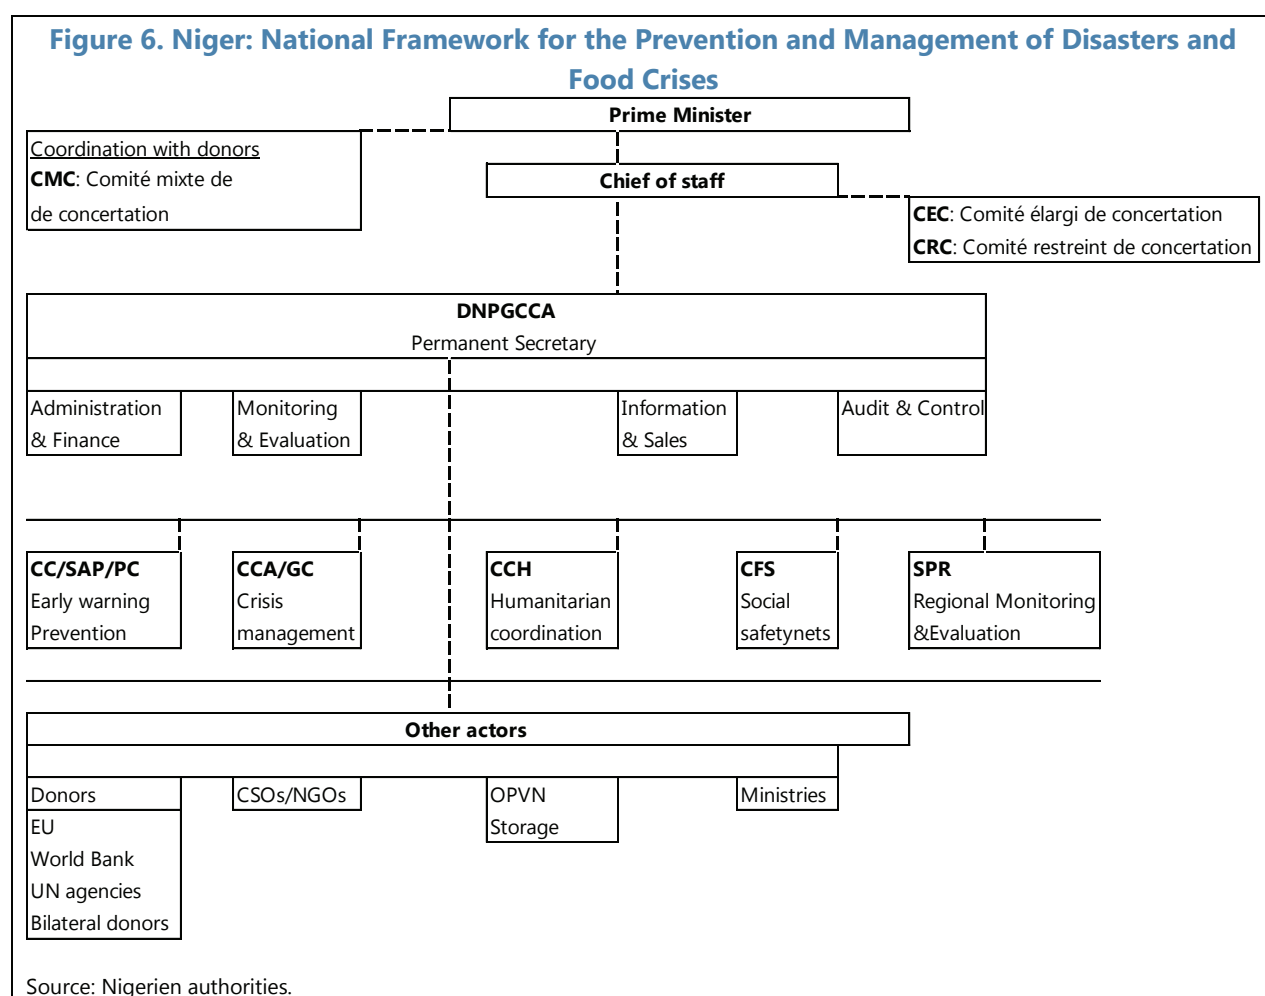 Figure 6. Niger: National Framework for the Prevention and Management of Disasters and
Food Crises
Prime Minister
Coordination with donors
CMC: Comité mixte de
de concertation
Chief of staff
CEC: Comité élargi de concertation
CRC: Comité restreint de concertation
DNPGCCA
Permanent Secretary
Administration
& Finance
Monitoring
& Evaluation
Information
& Sales
Audit & Control
CC/SAP/PC
Early warning
Prevention
CCA/GC
Crisis
management
CCH
Humanitarian
coordination
CFS
Social
safetynets
SPR
Regional Monitoring
&Evaluation
Other actors
Donors
EU
World Bank
UN agencies
Bilateral donors
CSOs/NGOs
OPVN
Storage
Ministries
Source: Nigerien authorities.